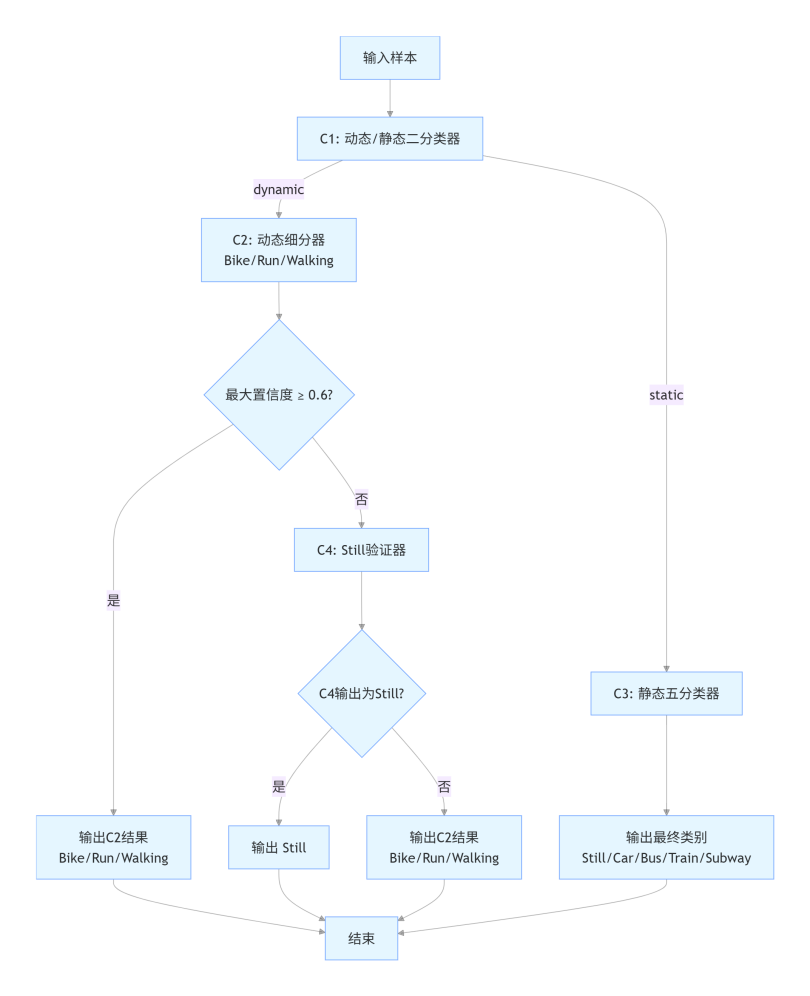 输入样本
C1: 动态/静态二分类器
dynamic
C2: 动态细分器
Bike/Run/Walking
最大置信度 ≥ 0.6?
static
否
C4: Still验证器
是
C4输出为Still?
C3: 静态五分类器
是
否
输出C2结果
Bike/Run/Walking
输出 Still
输出C2结果
Bike/Run/Walking
输出最终类别
Still/Car/Bus/Train/Subway
结束